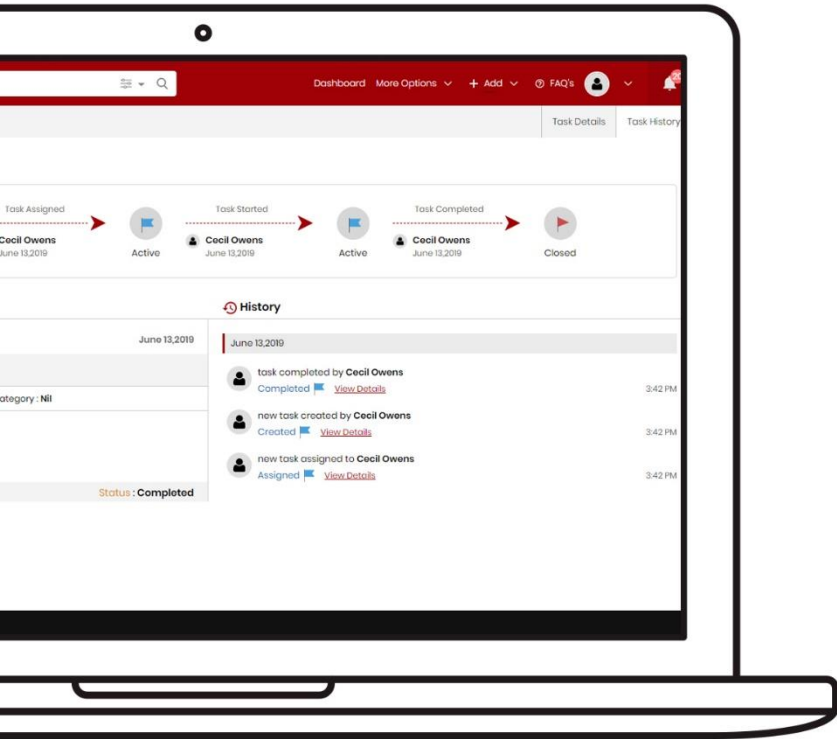 Dashboard More Options + Add FAQ's
Task Details Task History
Task Assigned Task Started Task Completed
Cecil Owens Cecil Owens Cecil Owens
June 13,2019 Active June 13,2019 Active June 13,2019 Closed
History
June 13,2019 June 13,2019
task completed by Cecil Owens
Completed View Details 3:42 PM
ategory : Nil
new task created by Cecil Owens
Created View Details 3:42 PM
new task assigned to Cecil Owens
Assigned View Details 3:42 PM
Status : Completed